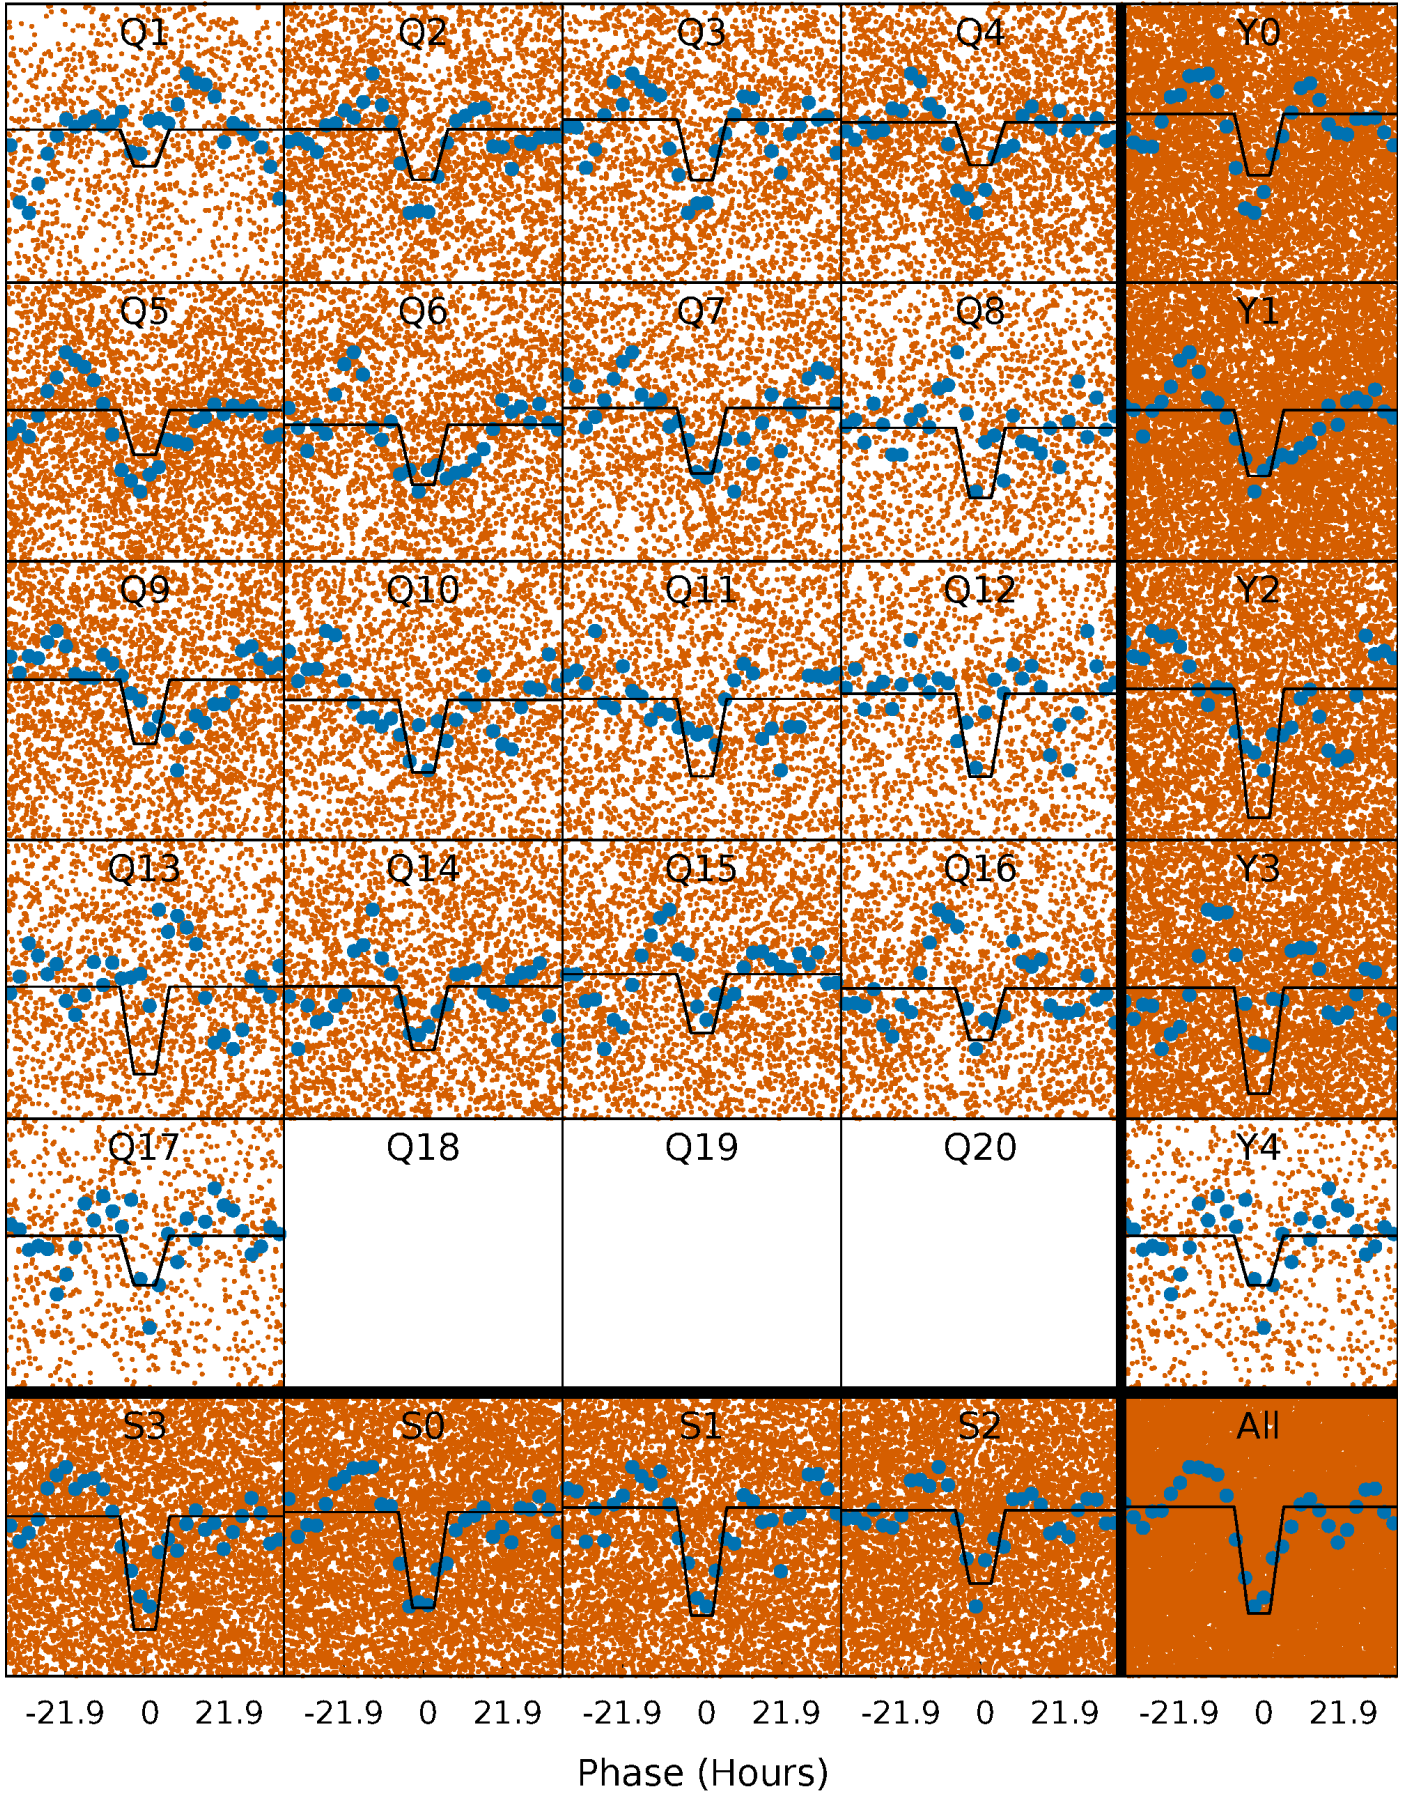 Q1 Q2 Q3 Q4 Y0
Q5 Q6 Q7 Q8 Y1
Q9 Q10 Q11 Q12 Y2
Q13 Q14 Q15 Q16 Y3
Q17 Q18 Q19 Q20 Y4
S3 S0 S1 S2 All
-21.9 0 21.9 -21.9 0 21.9 -21.9 0 21.9 -21.9 0 21.9 -21.9 0 21.9
Phase (Hours)